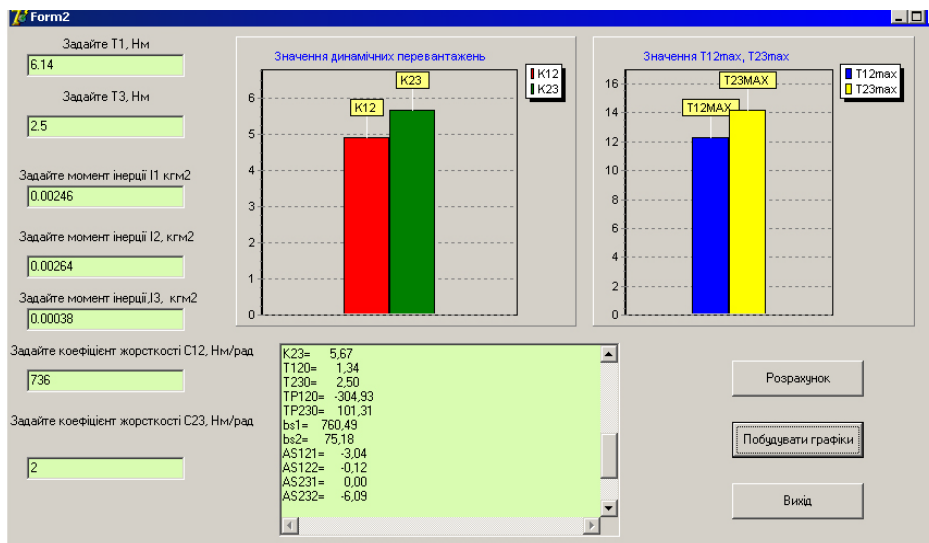 Form2
Задайте T1, Нм
6.14
Задайте T3, Нм
2.5
Задайте момент інерції I1 кгм2
0.00246
Задайте момент інерції I2, кгм2
0.00264
Задайте момент інерції,I3, кгм2
0.00038
Задайте коефіцієнт жорсткості C12, Нм/рад
736
Задайте коефіцієнт жорсткості C23, Нм/рад
2
Значення динамічних перевантажень
K12
K23
6
5
4
3
2
1
0
K12
K23
Значення T12max, T23max
T12max
T23max
16
14
12
10
8
6
4
2
0
T12MAX
T23MAX
K23= 5,67
T120= 1,34
T230= 2,50
TP120= -304,93
TP230= 101,31
bs1= 760,49
bs2= 75,18
AS121= -3,04
AS122= -0,12
AS231= 0,00
AS232= -6,09
Розрахунок
Побудувати графіки
Вихід